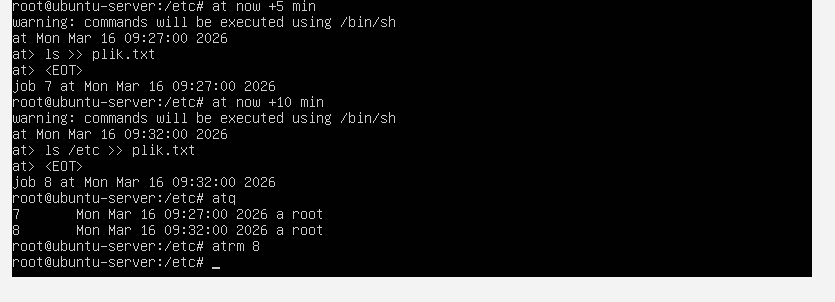 root@ubuntu-server:/etc# at now +5 min
warning: commands will be executed using /bin/sh
at Mon Mar 16 09:27:00 2026
at> ls >> plik.txt
at> <EOT>
job 7 at Mon Mar 16 09:27:00 2026
root@ubuntu-server:/etc# at now +10 min
warning: commands will be executed using /bin/sh
at Mon Mar 16 09:32:00 2026
at> ls /etc >> plik.txt
at> <EOT>
job 8 at Mon Mar 16 09:32:00 2026
root@ubuntu-server:/etc# atq
7       Mon Mar 16 09:27:00 2026 a root
8       Mon Mar 16 09:32:00 2026 a root
root@ubuntu-server:/etc# atrm 8
root@ubuntu-server:/etc# _